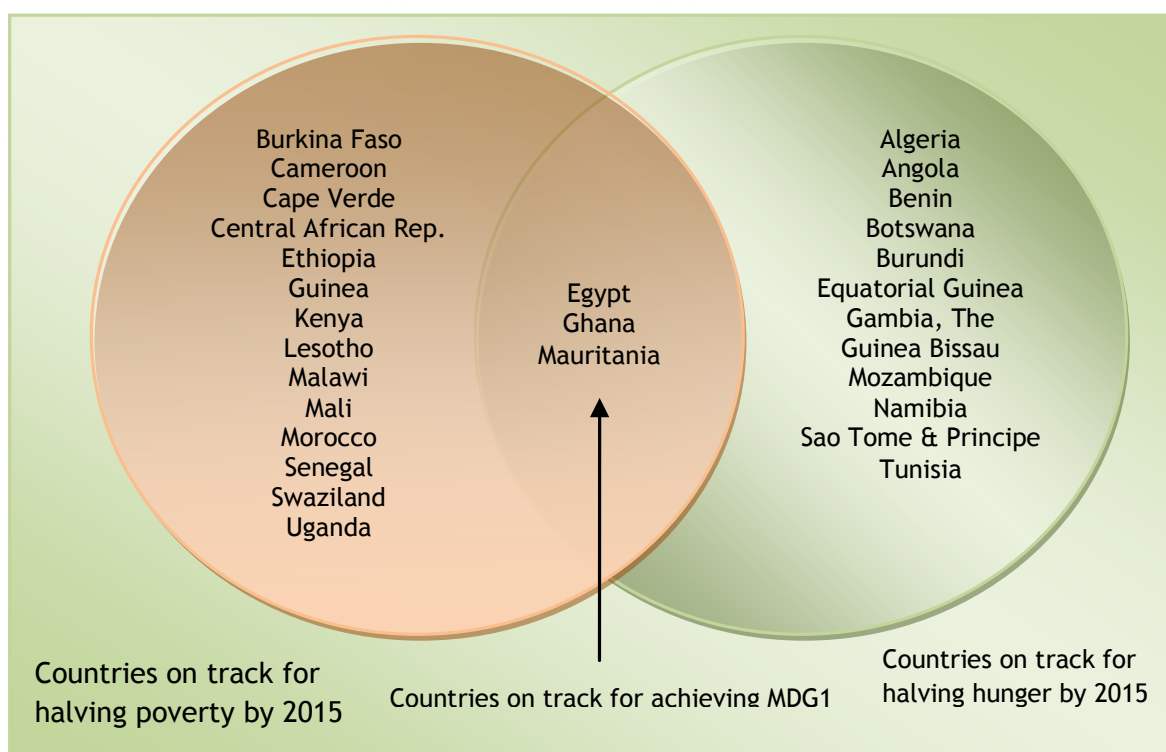 Burkina Faso
Cameroon
Cape Verde
Central African Rep.
Ethiopia
Guinea
Kenya
Lesotho
Malawi
Mali
Morocco
Senegal
Swaziland
Uganda
Egypt
Ghana
Mauritania
Algeria
Angola
Benin
Botswana
Burundi
Equatorial Guinea
Gambia, The
Guinea Bissau
Mozambique
Namibia
Sao Tome & Principe
Tunisia
Countries on track for
halving poverty by 2015
Countries on track for achieving MDG1
Countries on track for
halving hunger by 2015